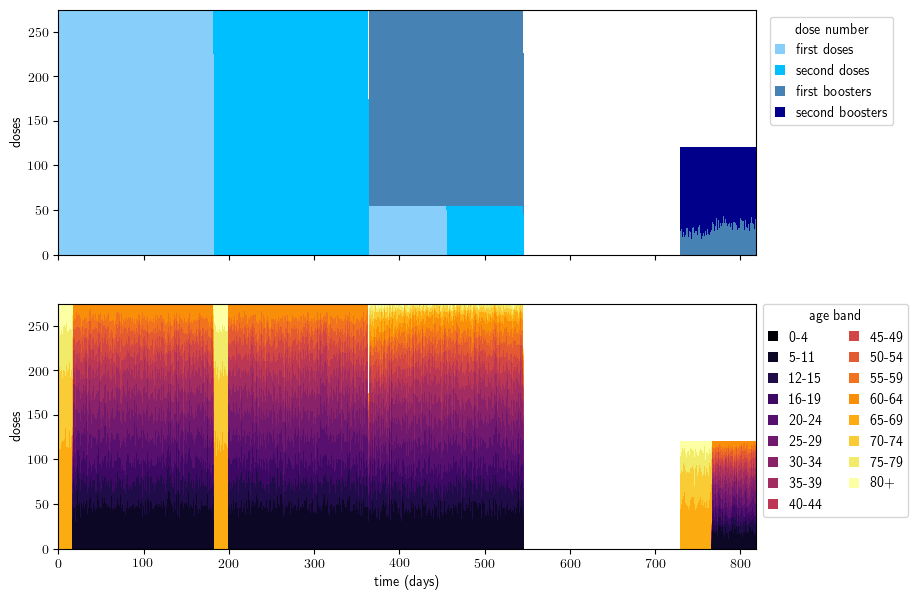 250
200
150
100
50
0
doses
dose number
first doses
second doses
first boosters
second boosters
250
200
150
100
50
0
doses
0 100 200 300 400 500 600 700 800
time (days)
age band
0-4 45-49
5-11 50-54
12-15 55-59
16-19 60-64
20-24 65-69
25-29 70-74
30-34 75-79
35-39 80+
40-44